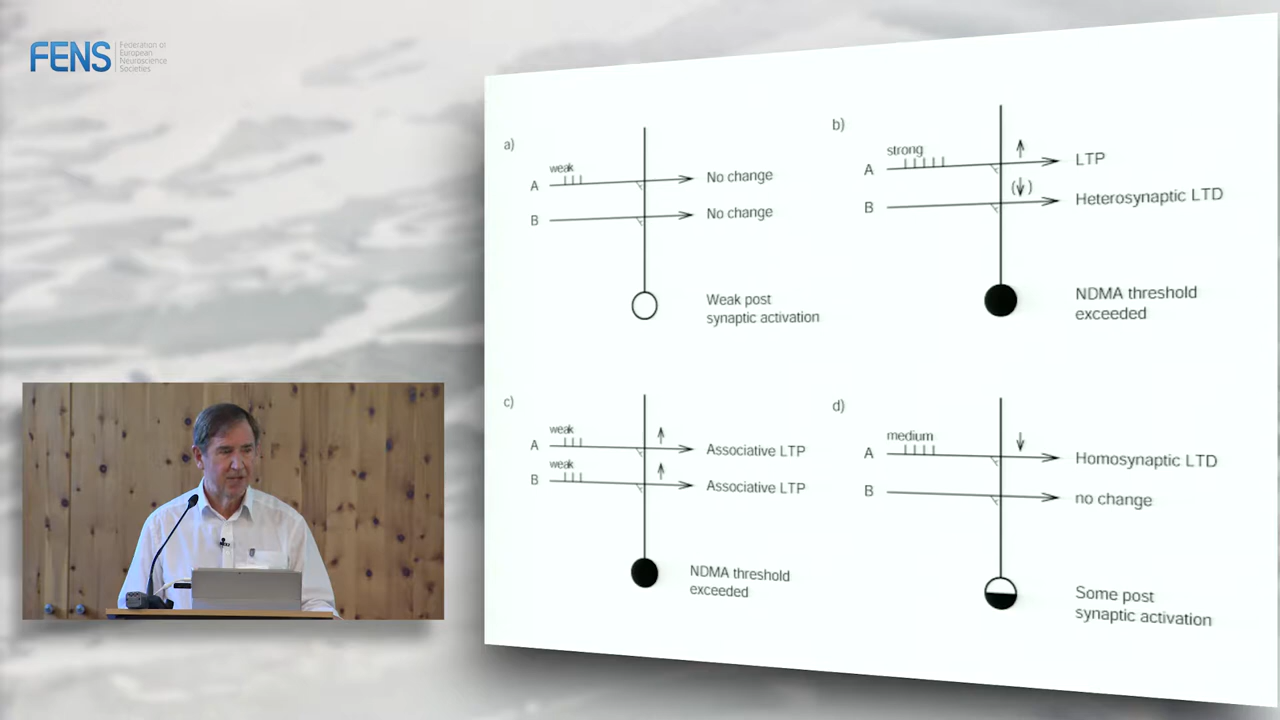 FENS
Federation of
European
Neuroscience
Societies
a)
weak
A
No change
B
No change
Weak post
synaptic activation
b)
strong
A
LTP
B
Heterosynaptic LTD
NDMA threshold
exceeded
c)
weak
A
Associative LTP
weak
B
Associative LTP
NDMA threshold
exceeded
d)
medium
A
Homosynaptic LTD
B
no change
Some post
synaptic activation